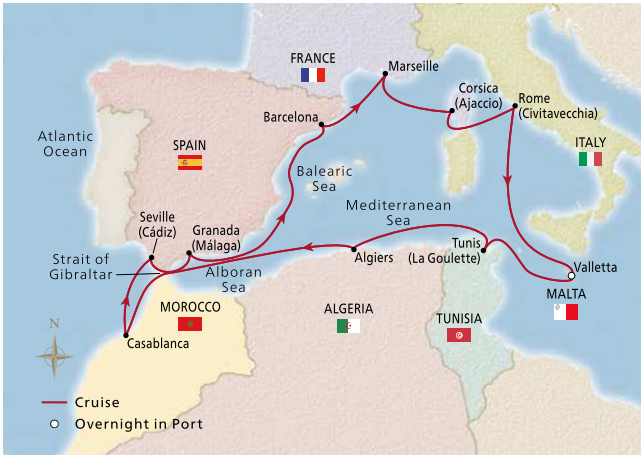 FRANCE
Marseille
Corsica
(Ajaccio)
Rome
(Civitavecchia)
Barcelona
Atlantic
Ocean
SPAIN
ITALY
Balearic
Sea
Mediterranean
Sea
Seville
(Cádiz)
Granada
(Málaga)
Strait of
Gibraltar
Alboran
Sea
Algiers
Tunis
(La Goulette)
Valletta
MALTA
MOROCCO
ALGERIA
TUNISIA
N
Casablanca
Cruise
Overnight in Port